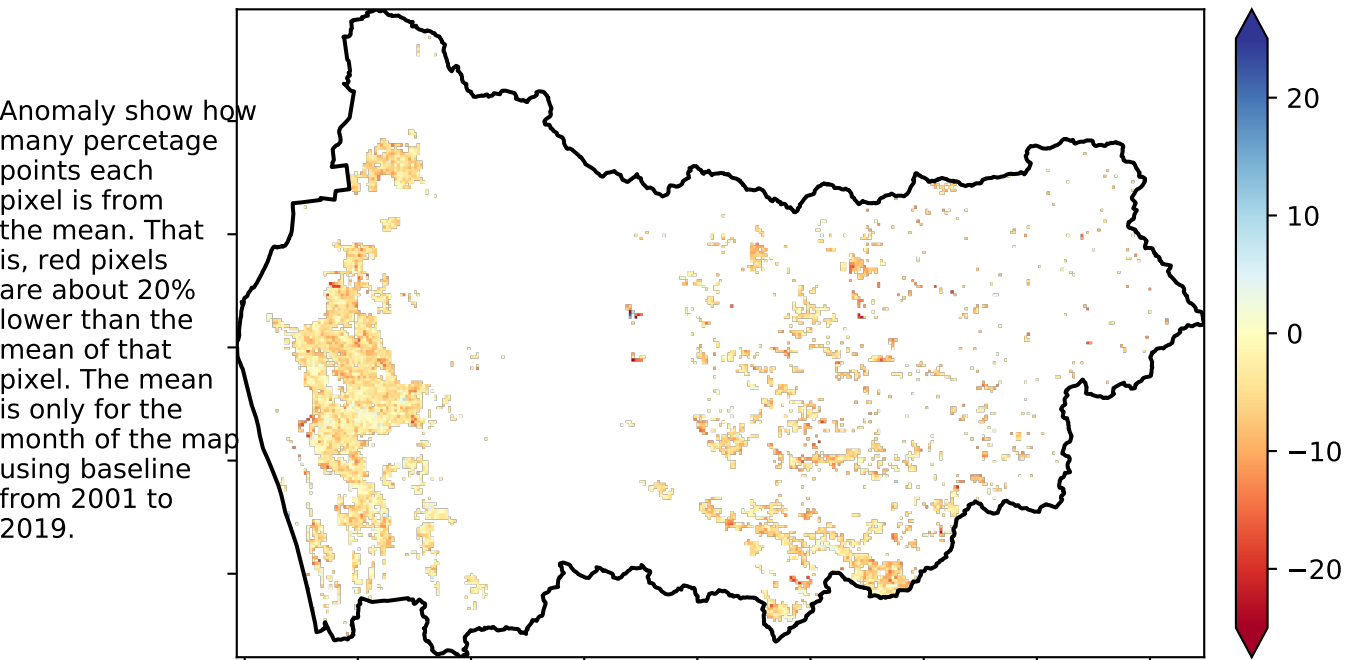 Anomaly show how
many percetage
points each
pixel is from
the mean. That
is, red pixels
are about 20%
lower than the
mean of that
pixel. The mean
is only for the
month of the map
using baseline
from 2001 to
2019.
20
10
0
−10
−20